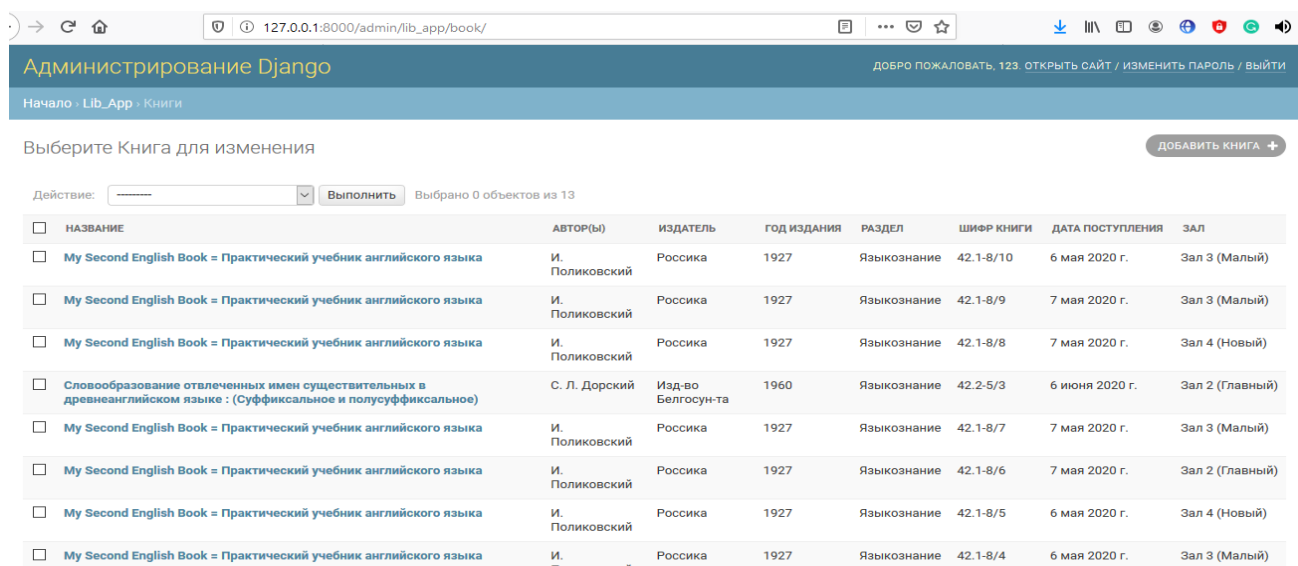 127.0.0.1:8000/admin/lib_app/book/
Администрирование Django
ДОБРО ПОЖАЛОВАТЬ, 123. ОТКРЫТЬ САЙТ / ИЗМЕНИТЬ ПАРОЛЬ / ВЫЙТИ
Начало › Lib_App › Книги
Выберите Книга для изменения
ДОБАВИТЬ КНИГА +
Действие: --------- Выполнить Выбрано 0 объектов из 13
НАЗВАНИЕ АВТОР(Ы) ИЗДАТЕЛЬ ГОД ИЗДАНИЯ РАЗДЕЛ ШИФР КНИГИ ДАТА ПОСТУПЛЕНИЯ ЗАЛ
My Second English Book = Практический учебник английского языка И. Россика 1927 Языкознание 42.1-8/10 6 мая 2020 г. Зал 3 (Малый)
Поликовский
My Second English Book = Практический учебник английского языка И. Россика 1927 Языкознание 42.1-8/9 7 мая 2020 г. Зал 3 (Малый)
Поликовский
My Second English Book = Практический учебник английского языка И. Россика 1927 Языкознание 42.1-8/8 7 мая 2020 г. Зал 4 (Новый)
Поликовский
Словообразование отвлеченных имен существительных в С. Л. Дорский Изд-во 1960 Языкознание 42.2-5/3 6 июня 2020 г. Зал 2 (Главный)
древнеанглийском языке : (Суффиксальное и полусуффиксальное) Белгосун-та
My Second English Book = Практический учебник английского языка И. Россика 1927 Языкознание 42.1-8/7 7 мая 2020 г. Зал 3 (Малый)
Поликовский
My Second English Book = Практический учебник английского языка И. Россика 1927 Языкознание 42.1-8/6 7 мая 2020 г. Зал 2 (Главный)
Поликовский
My Second English Book = Практический учебник английского языка И. Россика 1927 Языкознание 42.1-8/5 6 мая 2020 г. Зал 4 (Новый)
Поликовский
My Second English Book = Практический учебник английского языка И. Россика 1927 Языкознание 42.1-8/4 6 мая 2020 г. Зал 3 (Малый)